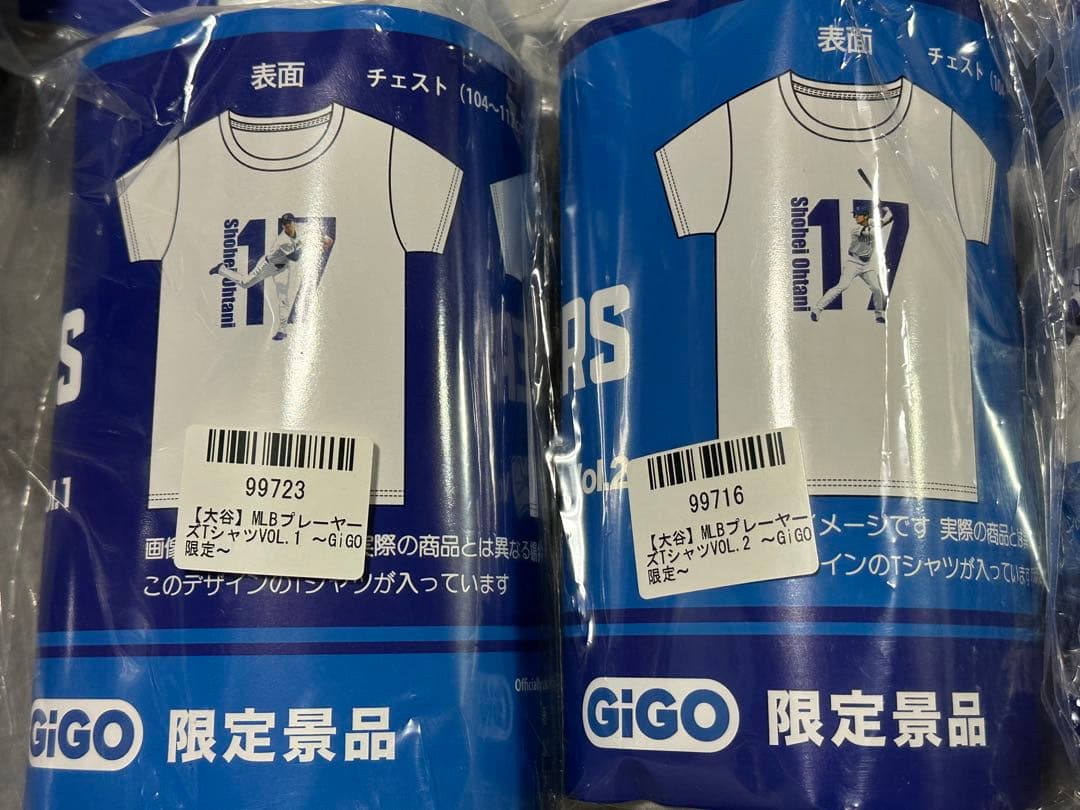 表面
チェスト（104〜11
Shohei Ohtani
17
S
99723
【大谷】MLBプレーヤー
ズTシャツVOL.1 〜GiGO
限定〜
実際の商品とは異なる場
このデザインのTシャツが入っています
Offici
GiGO 限定景品
表面
チェスト（
Shohei Ohtani
17
RS
Vol.2
99716
【大谷】MLBプレーヤー
ズTシャツVOL.2 〜GiGO
限定〜
イメージです 実際の商品とは
インのTシャツが入っています
GiGO 限定景品